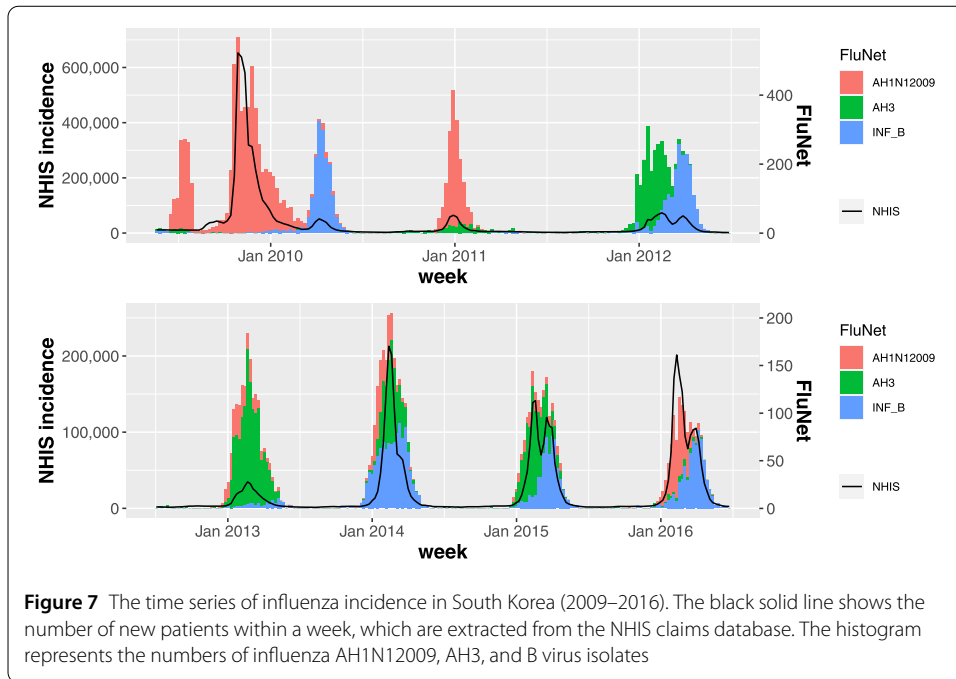 600,000
400,000
200,000
0
NHIS incidence
400
200
0
FluNet
Jan 2010 Jan 2011 Jan 2012
week
FluNet
AH1N12009
AH3
INF_B
NHIS
200,000
100,000
0
NHIS incidence
200
150
100
50
0
FluNet
Jan 2013 Jan 2014 Jan 2015 Jan 2016
week
FluNet
AH1N12009
AH3
INF_B
NHIS
Figure 7 The time series of influenza incidence in South Korea (2009–2016). The black solid line shows the
number of new patients within a week, which are extracted from the NHIS claims database. The histogram
represents the numbers of influenza AH1N12009, AH3, and B virus isolates